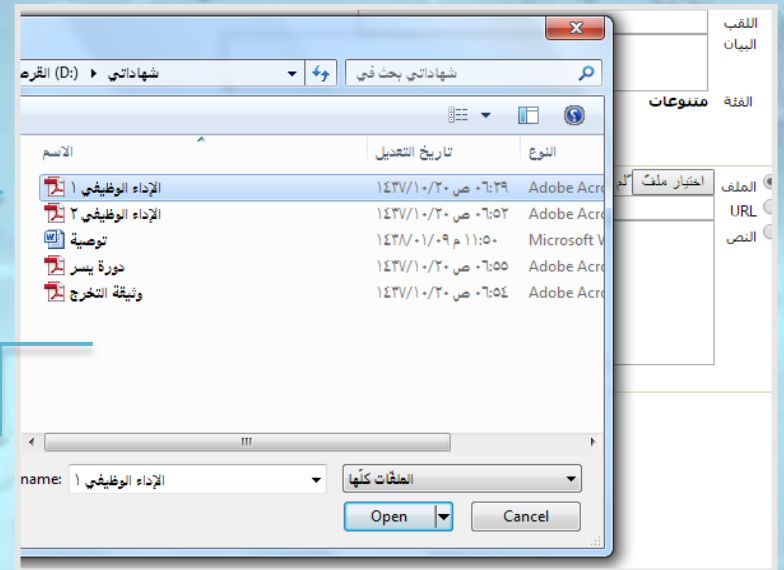 اللقب
البيان
الفئة متنوعات
الملف اختيار ملفّ
URL
النص
شهاداتي ◂ (D:) القرص
شهاداتي بحث في
الاسم تاريخ التعديل النوع
الإداء الوظيفي ١ ٠٦:٢٩ ص ١٤٣٧/١٠/٢٠ Adobe Acro
الإداء الوظيفي ٢ ٠٦:٥٢ ص ١٤٣٧/١٠/٢٠ Adobe Acro
توصية ١١:٥٠ م ١٤٣٨/٠١/٠٩ Microsoft W
دورة يسر ٠٦:٥٥ ص ١٤٣٧/١٠/٢٠ Adobe Acro
وثيقة التخرج ٠٦:٥٤ ص ١٤٣٧/١٠/٢٠ Adobe Acro
name: الإداء الوظيفي ١ الملفّات كلّها
Open Cancel